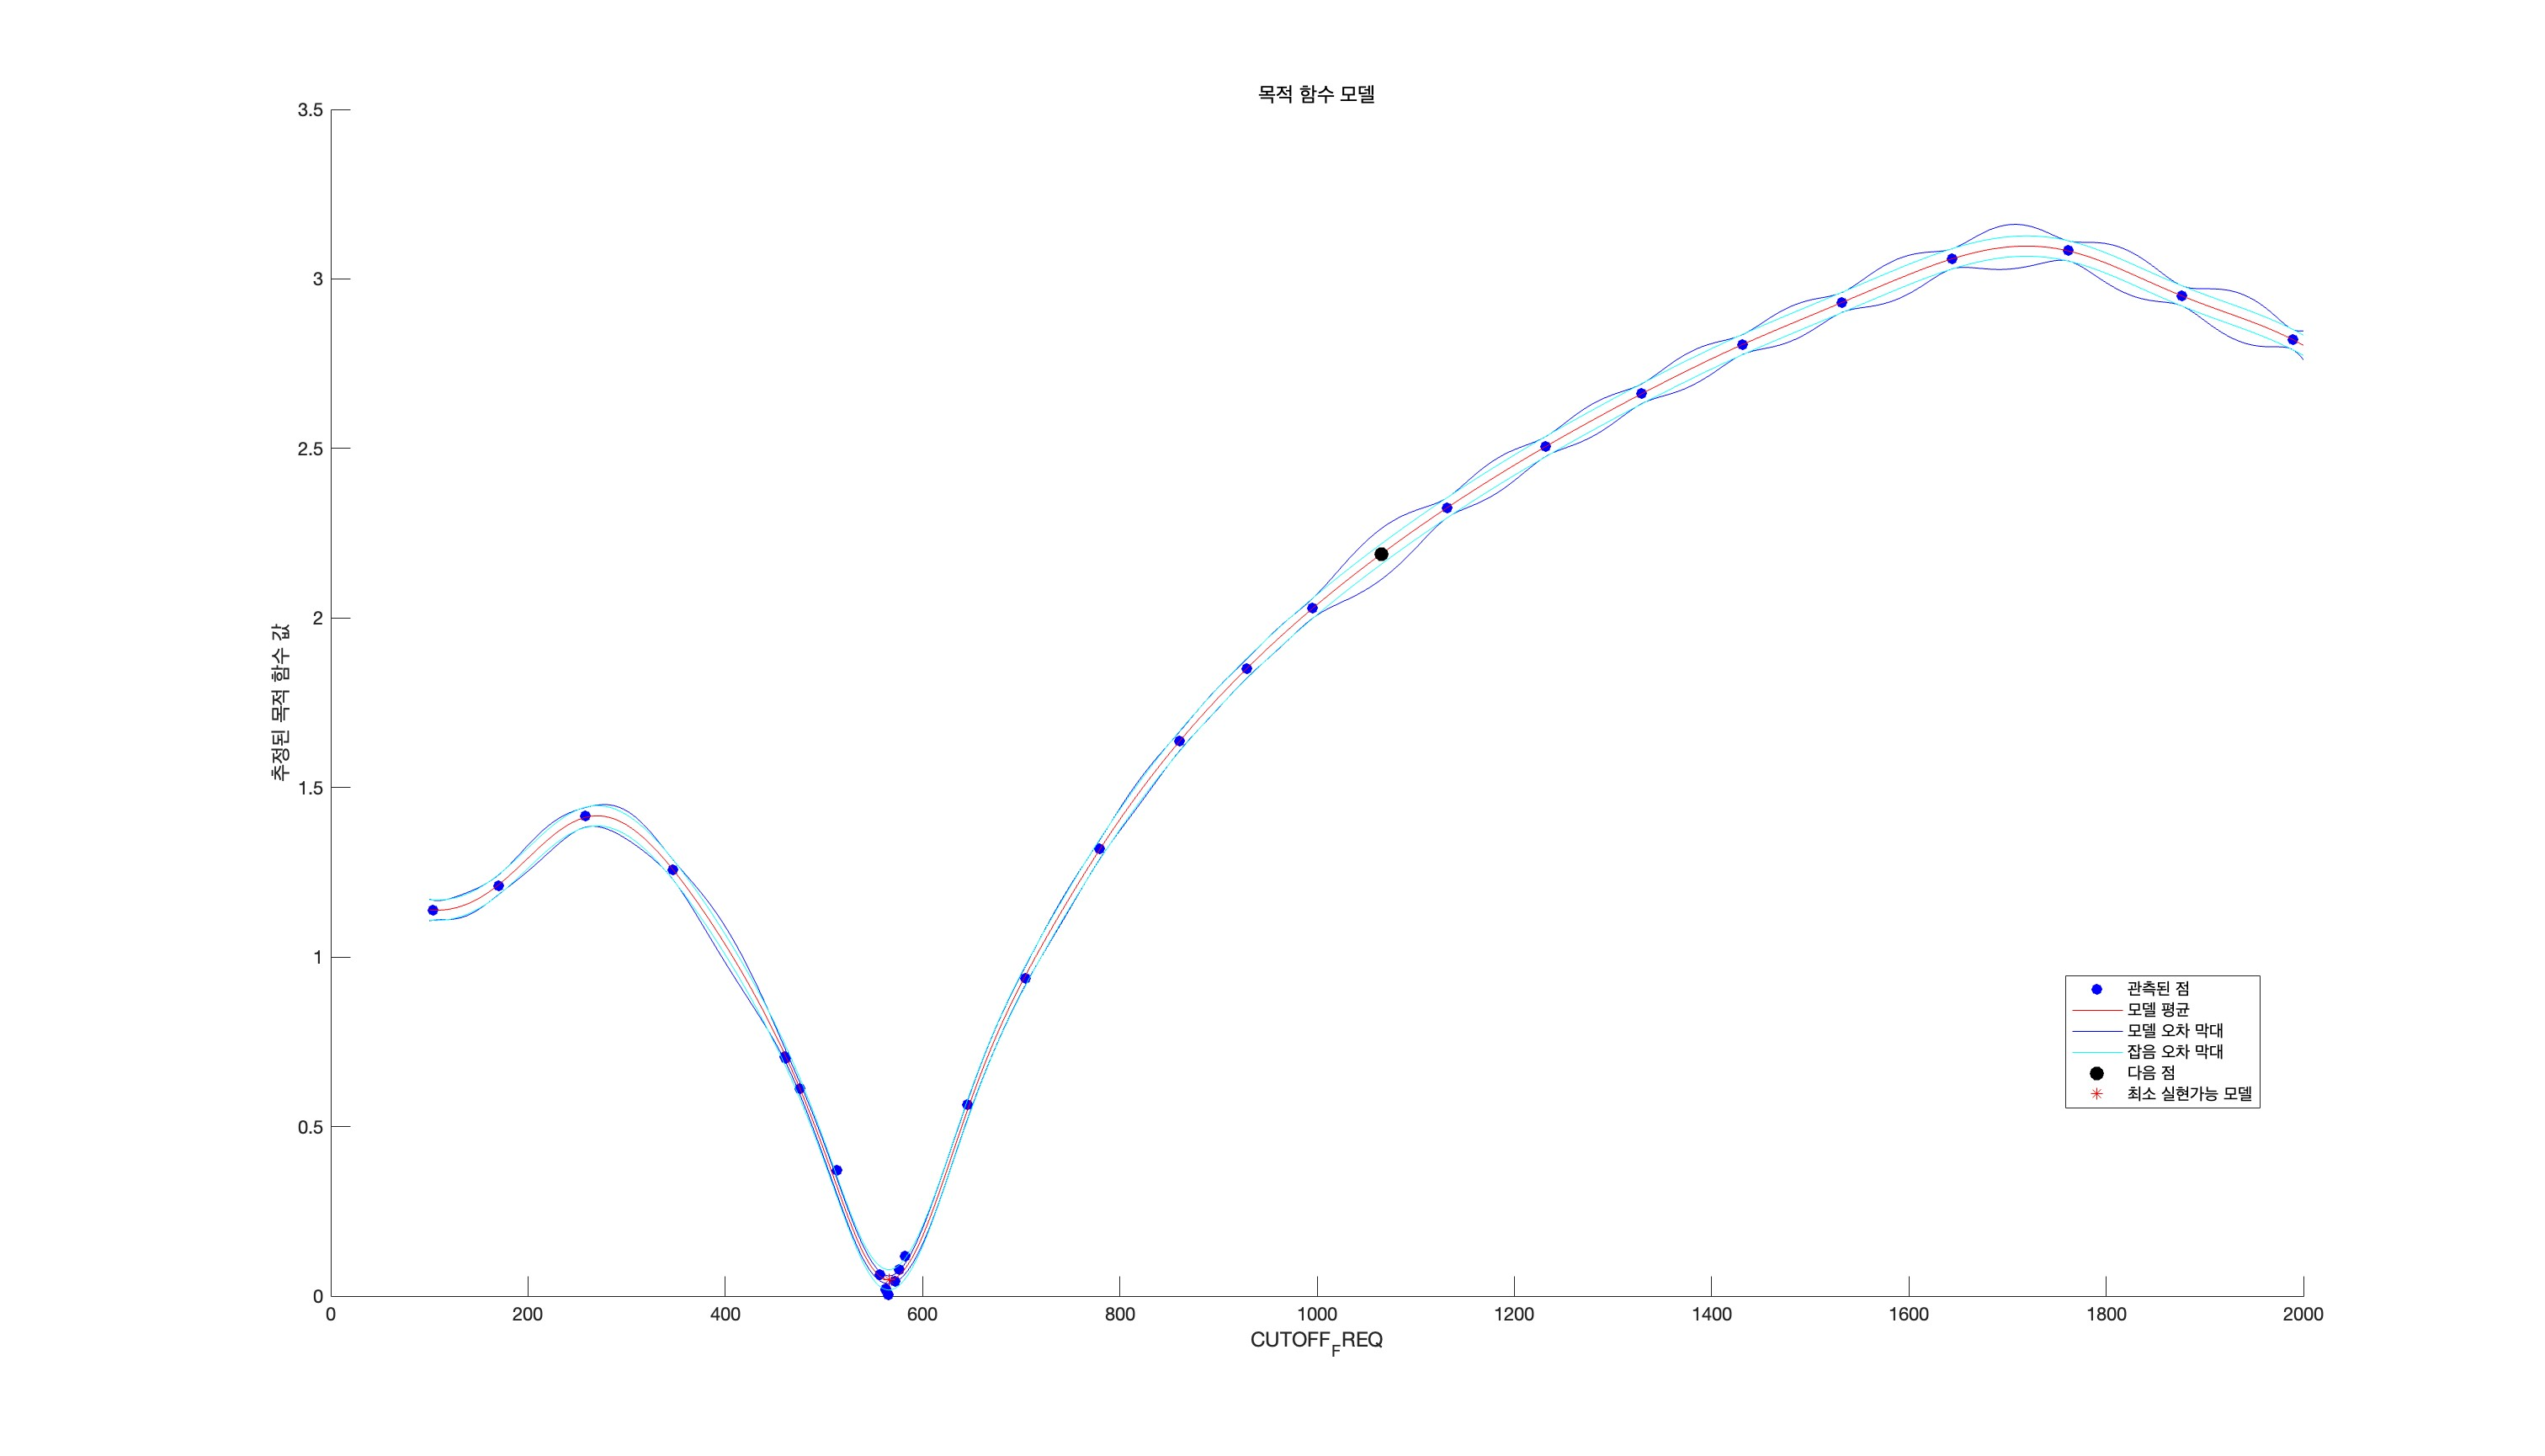 목적 함수 모델
3.5
3
2.5
2
1.5
1
0.5
0
추정된 목적 함수 값
0 200 400 600 800 1000 1200 1400 1600 1800 2000
CUTOFF_FREQ
관측된 점
모델 평균
모델 오차 막대
잡음 오차 막대
다음 점
최소 실현가능 모델